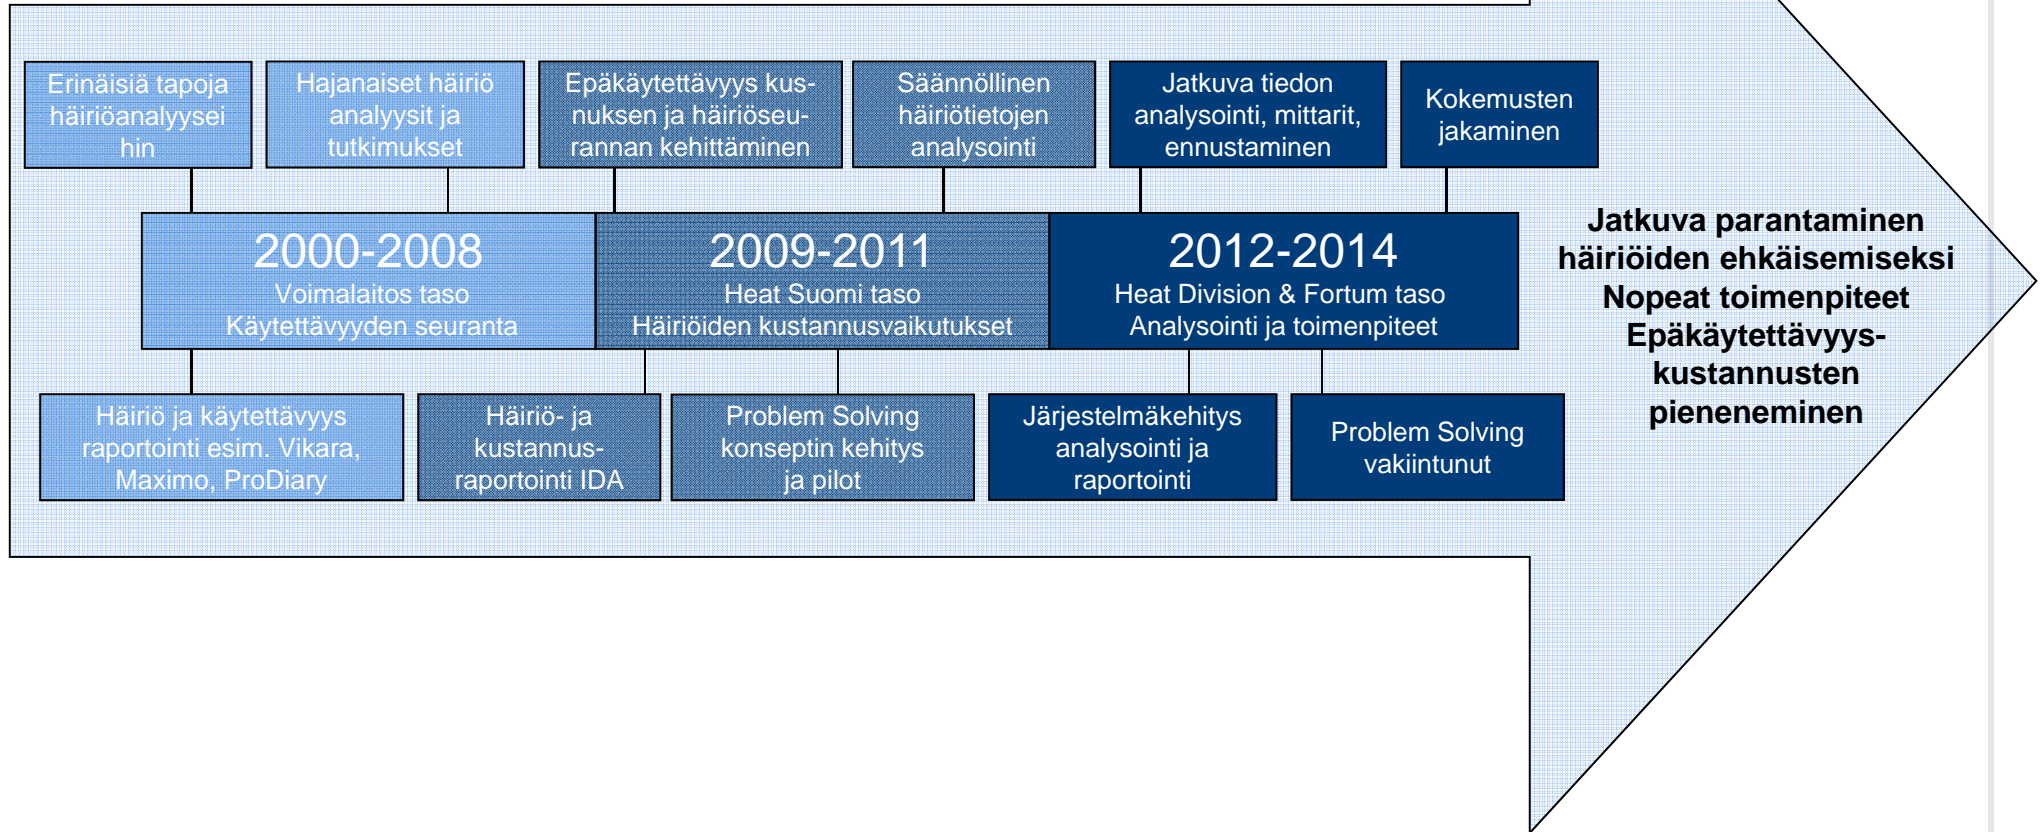 Erinäisiä tapoja
häiriöanalyysei
hin
Hajanaiset häiriö
analyysit ja
tutkimukset
Epäkäytettävyys kus-
nuksen ja häiriöseu-
rannan kehittäminen
Säännöllinen
häiriötietojen
analysointi
Jatkuva tiedon
analysointi, mittarit,
ennustaminen
Kokemusten
jakaminen
2000-2008
Voimalaitos taso
Käytettävyyden seuranta
2009-2011
Heat Suomi taso
Häiriöiden kustannusvaikutukset
2012-2014
Heat Division & Fortum taso
Analysointi ja toimenpiteet
Jatkuva parantaminen
häiriöiden ehkäisemiseksi
Nopeat toimenpiteet
Epäkäytettävyys-
kustannusten
pieneneminen
Häiriö ja käytettävyys
raportointi esim. Vikara,
Maximo, ProDiary
Häiriö- ja
kustannus-
raportointi IDA
Problem Solving
konseptin kehitys
ja pilot
Järjestelmäkehitys
analysointi ja
raportointi
Problem Solving
vakiintunut